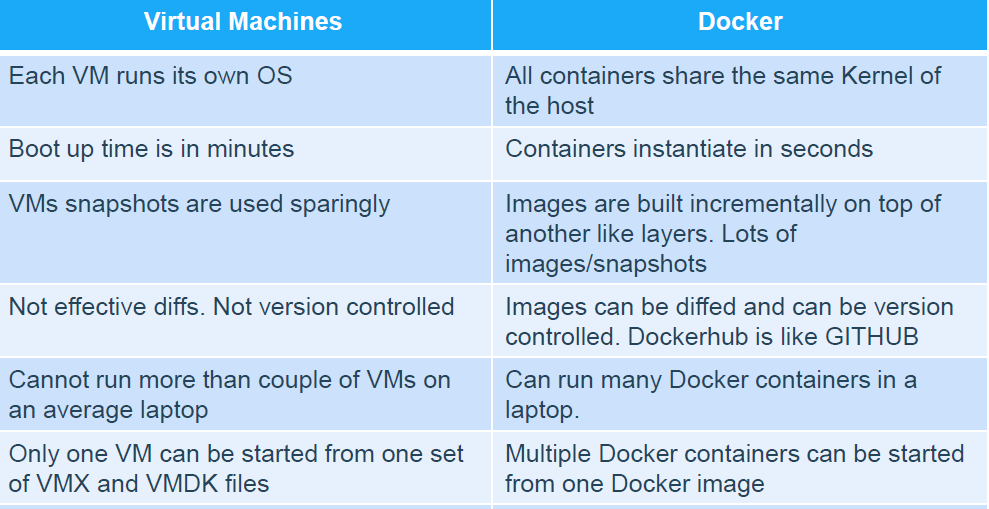 Virtual Machines
Docker
Each VM runs its own OS
All containers share the same Kernel of
the host
Boot up time is in minutes
Containers instantiate in seconds
VMs snapshots are used sparingly
Images are built incrementally on top of
another like layers. Lots of
images/snapshots
Not effective diffs. Not version controlled
Images can be diffed and can be version
controlled. Dockerhub is like GITHUB
Cannot run more than couple of VMs on
an average laptop
Can run many Docker containers in a
laptop.
Only one VM can be started from one set
of VMX and VMDK files
Multiple Docker containers can be started
from one Docker image